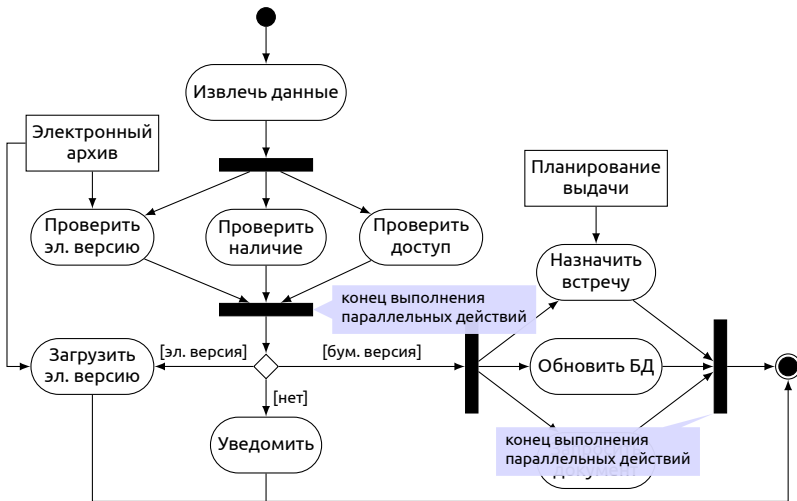 Извлечь данные
Электронный
архив
Планирование
выдачи
Проверить
эл. версию
Проверить
наличие
Проверить
доступ
Назначить
встречу
конец выполнения
параллельных действий
[эл. версия]
[бум. версия]
Загрузить
эл. версию
Обновить БД
[нет]
Уведомить
конец выполнения
параллельных действий
документ